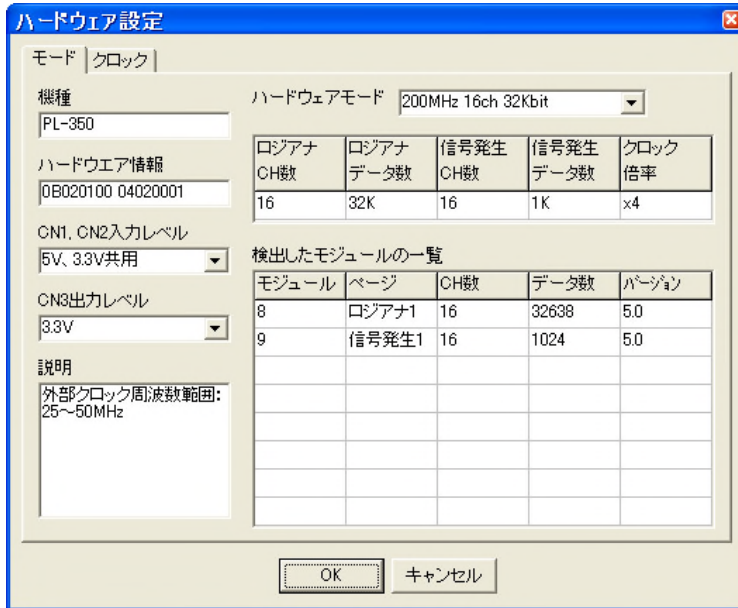 ハードウェア設定
モード クロック
機種
PL-350
ハードウエア情報
0B020100 04020001
CN1, CN2入力レベル
5V、3.3V共用
CN3出力レベル
3.3V
説明
外部クロック周波数範囲:
25～50MHz
ハードウェアモード 200MHz 16ch 32Kbit
ロジアナ ロジアナ 信号発生 信号発生 クロック
CH数 データ数 CH数 データ数 倍率
16 32K 16 1K x4
検出したモジュールの一覧
モジュール ページ CH数 データ数 バージョン
8 ロジアナ1 16 32638 5.0
9 信号発生1 16 1024 5.0
OK キャンセル